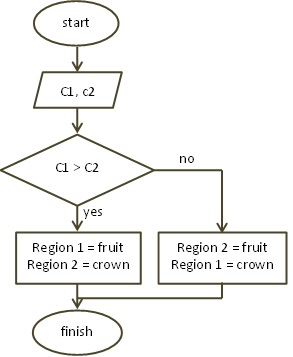 start
C1, c2
C1 > C2
no
yes
Region 1 = fruit
Region 2 = crown
Region 2 = fruit
Region 1 = crown
finish